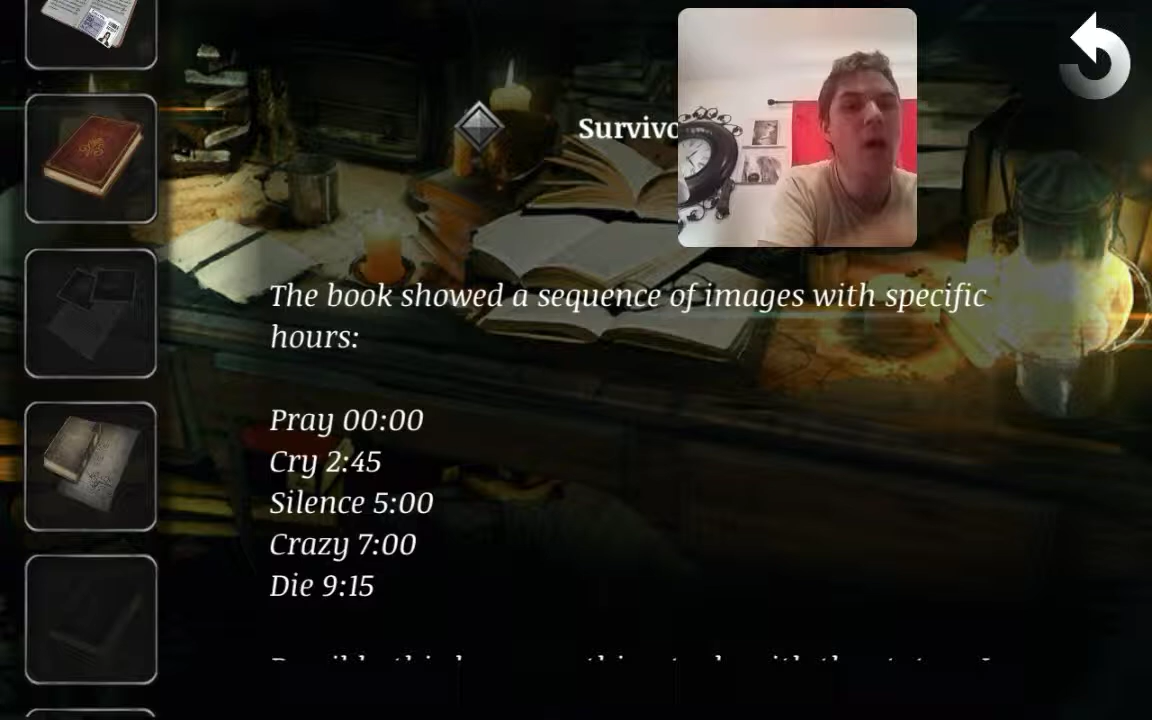 The book showed a sequence of images with specific
hours:
Pray 00:00
Cry 2:45
Silence 5:00
Crazy 7:00
Die 9:15